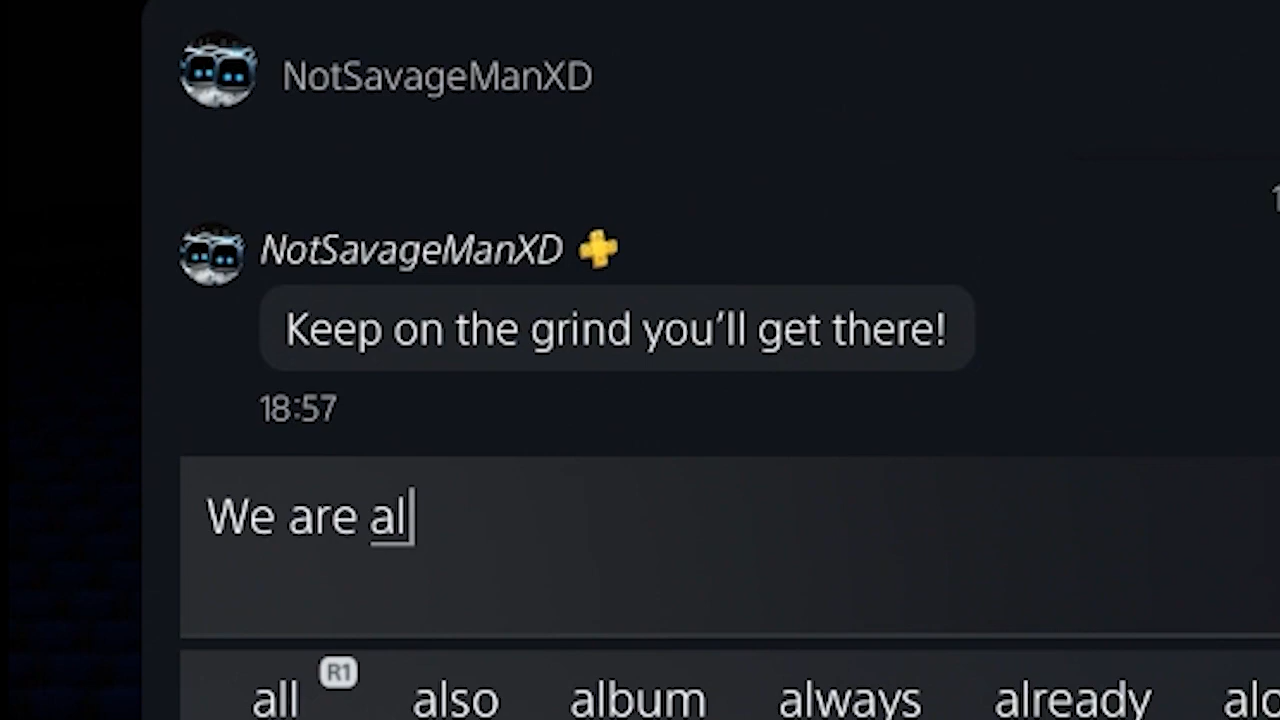 NotSavageManXD
NotSavageManXD
Keep on the grind you’ll get there!
18:57
We are al
R1
all also album always already